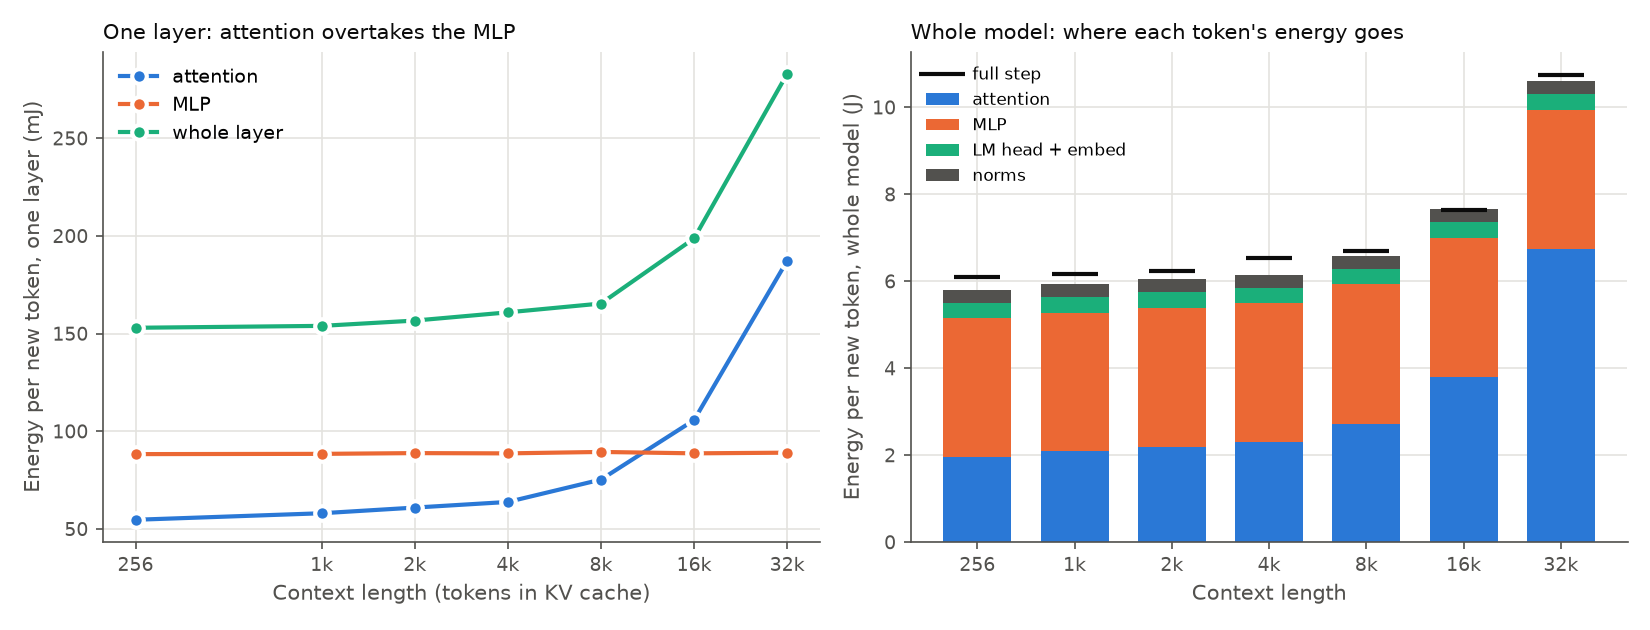 One layer: attention overtakes the MLP
attention
MLP
whole layer
Energy per new token, one layer (mJ)
250
200
150
100
50
256
1k
2k
4k
8k
16k
32k
Context length (tokens in KV cache)
Whole model: where each token's energy goes
full step
attention
MLP
LM head + embed
norms
Energy per new token, whole model (J)
10
8
6
4
2
0
256
1k
2k
4k
8k
16k
32k
Context length